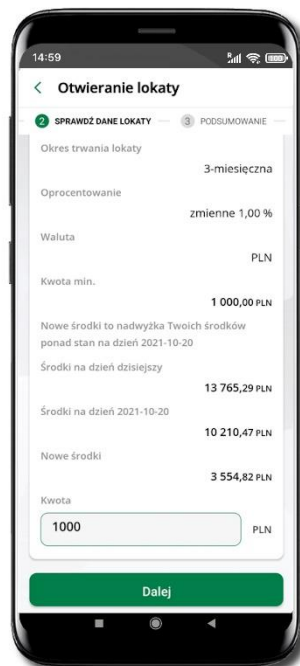 14:59
Otwieranie lokaty
2 SPRAWDŹ DANE LOKATY 3 PODSUMOWANIE
Okres trwania lokaty
3-miesięczna
Oprocentowanie
zmienne 1,00 %
Waluta
PLN
Kwota min.
1 000,00 PLN
Nowe środki to nadwyżka Twoich środków
ponad stan na dzień 2021-10-20
Środki na dzień dzisiejszy
13 765,29 PLN
Środki na dzień 2021-10-20
10 210,47 PLN
Nowe środki
3 554,82 PLN
Kwota
1000 PLN
Dalej